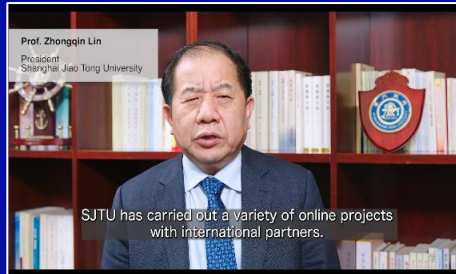 Prof. Zhongqin Lin
President
Shanghai Jiao Tong University
SJTU has carried out a variety of online projects
with international partners.